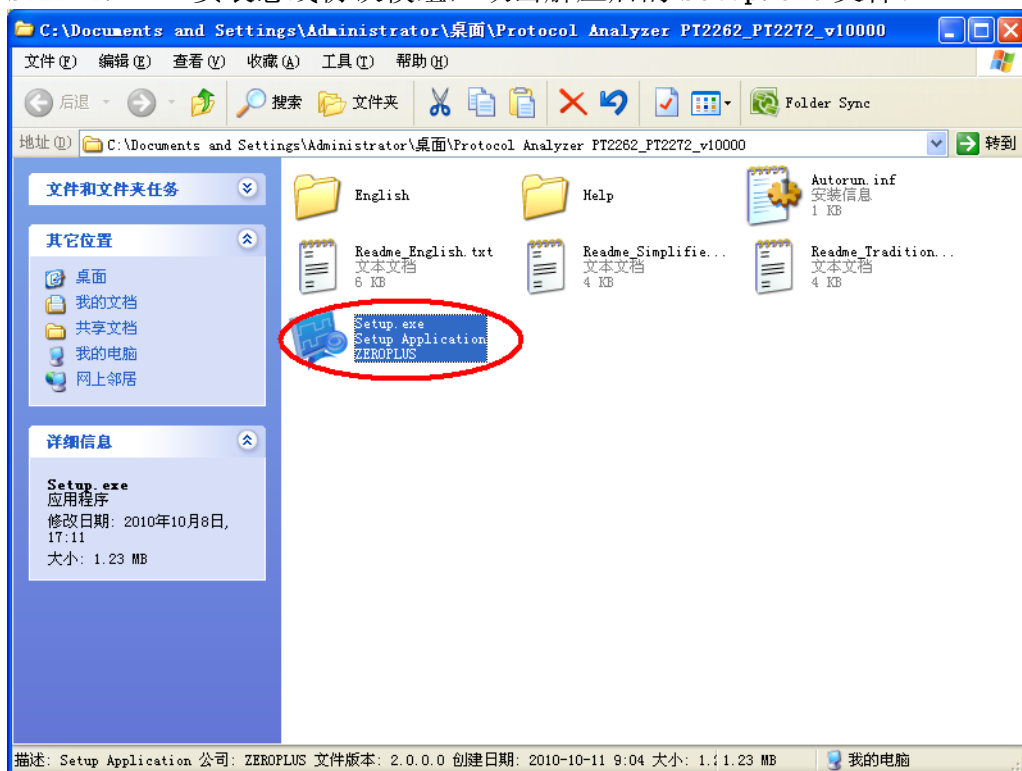 C:\Documents and Settings\Administrator\桌面\Protocol Analyzer PT2262_PT2272_v10000
文件(F) 编辑(E) 查看(V) 收藏(A) 工具(T) 帮助(H)
后退 搜索 文件夹 Folder Sync
地址(D) C:\Documents and Settings\Administrator\桌面\Protocol Analyzer PT2262_PT2272_v10000 转到
文件和文件夹任务
其它位置
桌面
我的文档
共享文档
我的电脑
网上邻居
详细信息
Setup.exe
应用程序
修改日期: 2010年10月8日,
17:11
大小: 1.23 MB
English
Help
Autorun.inf
安装信息
1 KB
Readme_English.txt
文本文档
6 KB
Readme_Simplifie...
文本文档
4 KB
Readme_Tradition...
文本文档
4 KB
Setup.exe
Setup Application
ZEROPLUS
描述: Setup Application 公司: ZEROPLUS 文件版本: 2.0.0.0 创建日期: 2010-10-11 9:04 大小: 1. 1.23 MB 我的电脑